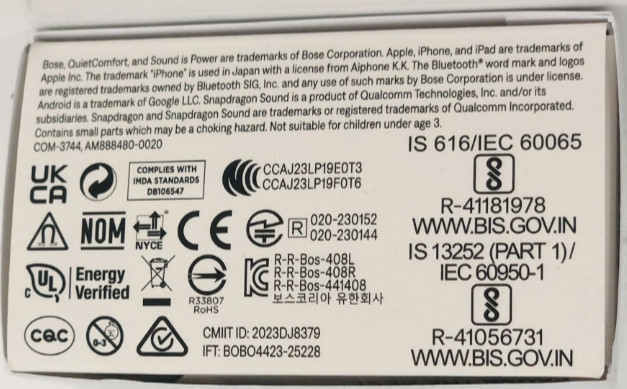 Bose, QuietComfort, and Sound is Power are trademarks of Bose Corporation. Apple, iPhone, and iPad are trademarks of
Apple Inc. The trademark "iPhone" is used in Japan with a license from Aiphone K.K. The Bluetooth® word mark and logos
are registered trademarks owned by Bluetooth SIG, Inc. and any use of such marks by Bose Corporation is under license.
Android is a trademark of Google LLC. Snapdragon Sound is a product of Qualcomm Technologies, Inc. and/or its
subsidiaries. Snapdragon and Snapdragon Sound are trademarks or registered trademarks of Qualcomm Incorporated.
Contains small parts which may be a choking hazard. Not suitable for children under age 3.
COM-3744, AM888480-0020
UK
CA
COMPLIES WITH
IMDA STANDARDS
DB106547
CCAJ23LP19E0T3
CCAJ23LP19F0T6
NOM
NYCE
CE
R
020-230152
020-230144
c UL
Energy
Verified
R33807
RoHS
R-R-Bos-408L
R-R-Bos-408R
R-R-Bos-441408
보스코리아 유한회사
CQC
0-3
CMIIT ID: 2023DJ8379
IFT: BOBO4423-25228
IS 616/IEC 60065
R-41181978
WWW.BIS.GOV.IN
IS 13252 (PART 1)/
IEC 60950-1
R-41056731
WWW.BIS.GOV.IN